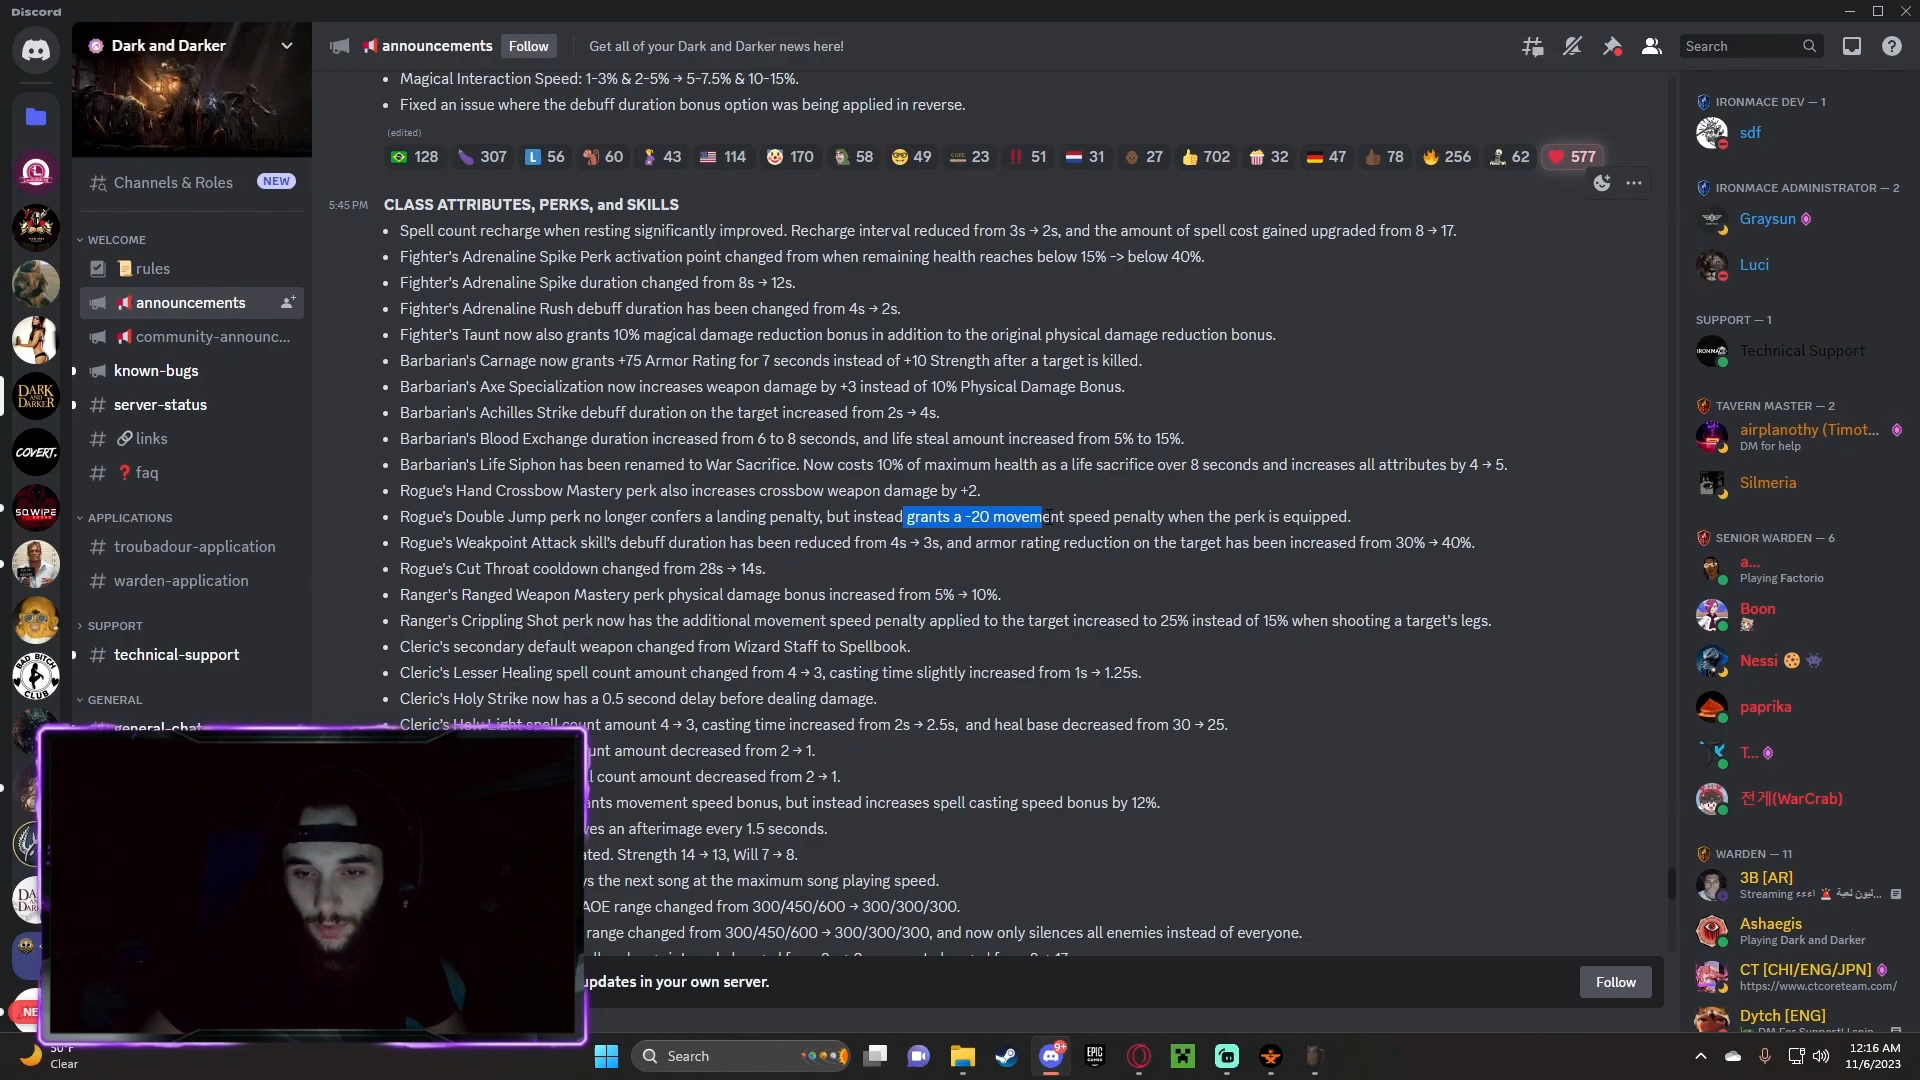 Discord
Dark and Darker
announcements
Follow
Get all of your Dark and Darker news here!
Search
Channels & Roles
NEW
WELCOME
rules
announcements
community-announc...
known-bugs
server-status
links
faq
APPLICATIONS
troubadour-application
warden-application
SUPPORT
technical-support
GENERAL
general-chat
DARK AND DARKER
COVERT.
SQWIPE
BAD BITCH CLUB
NE
Magical Interaction Speed: 1-3% & 2-5% → 5-7.5% & 10-15%.
Fixed an issue where the debuff duration bonus option was being applied in reverse.
(edited)
128 307 56 60 43 114 170 58 49 23 51 31 27 702 32 47 78 256 62 577
5:45 PM
CLASS ATTRIBUTES, PERKS, and SKILLS
Spell count recharge when resting significantly improved. Recharge interval reduced from 3s → 2s, and the amount of spell cost gained upgraded from 8 → 17.
Fighter's Adrenaline Spike Perk activation point changed from when remaining health reaches below 15% -> below 40%.
Fighter's Adrenaline Spike duration changed from 8s → 12s.
Fighter's Adrenaline Rush debuff duration has been changed from 4s → 2s.
Fighter's Taunt now also grants 10% magical damage reduction bonus in addition to the original physical damage reduction bonus.
Barbarian's Carnage now grants +75 Armor Rating for 7 seconds instead of +10 Strength after a target is killed.
Barbarian's Axe Specialization now increases weapon damage by +3 instead of 10% Physical Damage Bonus.
Barbarian's Achilles Strike debuff duration on the target increased from 2s → 4s.
Barbarian's Blood Exchange duration increased from 6 to 8 seconds, and life steal amount increased from 5% to 15%.
Barbarian's Life Siphon has been renamed to War Sacrifice. Now costs 10% of maximum health as a life sacrifice over 8 seconds and increases all attributes by 4 → 5.
Rogue's Hand Crossbow Mastery perk also increases crossbow weapon damage by +2.
Rogue's Double Jump perk no longer confers a landing penalty, but instead grants a -20 movement speed penalty when the perk is equipped.
Rogue's Weakpoint Attack skill's debuff duration has been reduced from 4s → 3s, and armor rating reduction on the target has been increased from 30% → 40%.
Rogue's Cut Throat cooldown changed from 28s → 14s.
Ranger's Ranged Weapon Mastery perk physical damage bonus increased from 5% → 10%.
Ranger's Crippling Shot perk now has the additional movement speed penalty applied to the target increased to 25% instead of 15% when shooting a target's legs.
Cleric's secondary default weapon changed from Wizard Staff to Spellbook.
Cleric's Lesser Healing spell count amount changed from 4 → 3, casting time slightly increased from 1s → 1.25s.
Cleric's Holy Strike now has a 0.5 second delay before dealing damage.
Cleric's Holy Light spell count amount 4 → 3, casting time increased from 2s → 2.5s, and heal base decreased from 30 → 25.
unt amount decreased from 2 → 1.
l count amount decreased from 2 → 1.
ants movement speed bonus, but instead increases spell casting speed bonus by 12%.
ves an afterimage every 1.5 seconds.
ated. Strength 14 → 13, Will 7 → 8.
ys the next song at the maximum song playing speed.
AOE range changed from 300/450/600 → 300/300/300.
range changed from 300/450/600 → 300/300/300, and now only silences all enemies instead of everyone.
updates in your own server.
Follow
IRONMACE DEV — 1
sdf
IRONMACE ADMINISTRATOR — 2
Graysun
Luci
SUPPORT — 1
Technical Support
TAVERN MASTER — 2
airplanothy (Timot...
DM for help
Silmeria
SENIOR WARDEN — 6
a...
Playing Factorio
Boon
Nessi
paprika
T...
전게(WarCrab)
WARDEN — 11
3B [AR]
Streaming
Ashaegis
Playing Dark and Darker
CT [CHI/ENG/JPN]
https://www.ctcoreteam.com/
Dytch [ENG]
50°F
Clear
Search
9+
EPIC GAMES
12:16 AM
11/6/2023